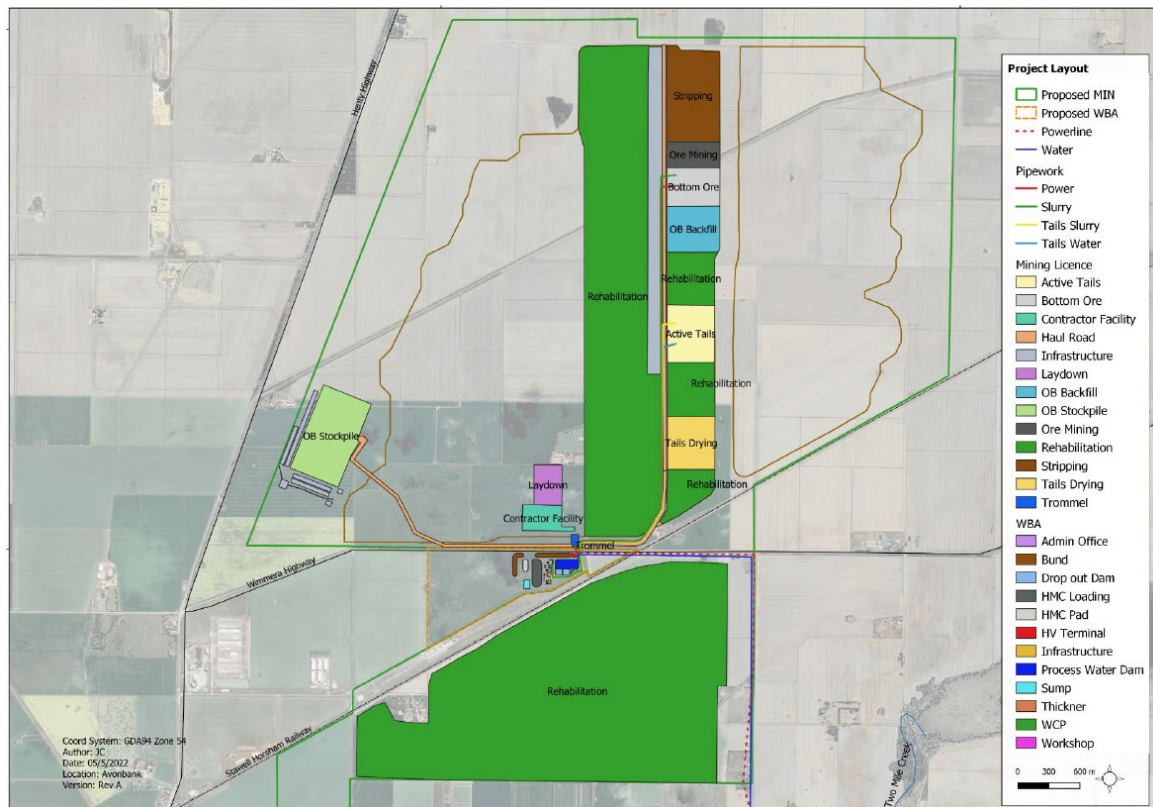 Henty Highway
Stripping
Ore Mining
Bottom Ore
OB Backfill
Rehabilitation
Rehabilitation
Active Tails
Rehabilitation
OB Stockpile
Tails Drying
Laydown
Rehabilitation
Contractor Facility
Trommel
Wimmera Highway
Rehabilitation
Stawell Horsham Railway
Two Mile Creek
Coord System: GDA94 Zone 54
Author: JC
Date: 05/5/2022
Location: Avonbank
Version: Rev A
Project Layout
Proposed MIN
Proposed WBA
Powerline
Water
Pipework
Power
Slurry
Tails Slurry
Tails Water
Mining Licence
Active Tails
Bottom Ore
Contractor Facility
Haul Road
Infrastructure
Laydown
OB Backfill
OB Stockpile
Ore Mining
Rehabilitation
Stripping
Tails Drying
Trommel
WBA
Admin Office
Bund
Drop out Dam
HMC Loading
HMC Pad
HV Terminal
Infrastructure
Process Water Dam
Sump
Thickner
WCP
Workshop
0 300 600 m